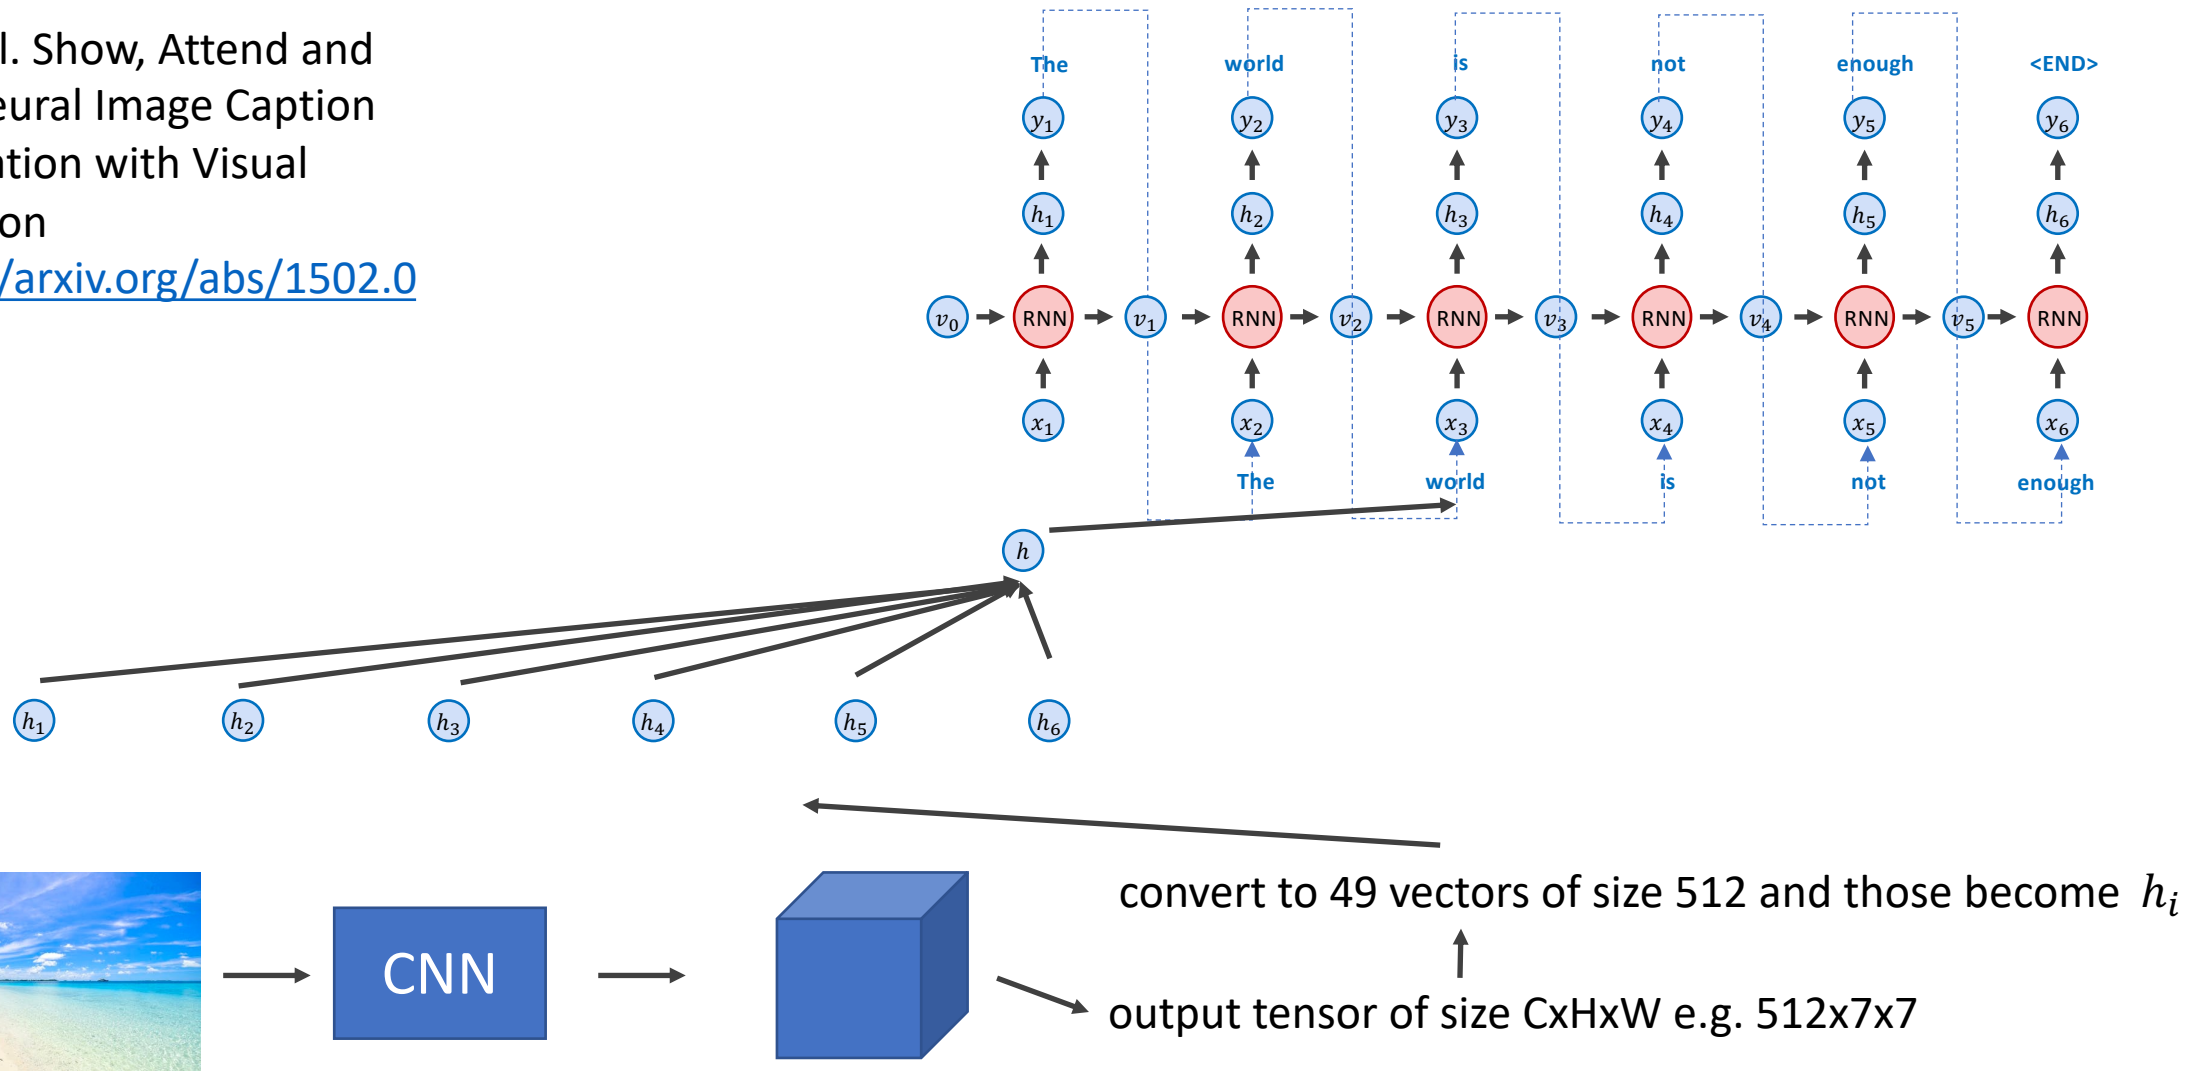 l. Show, Attend and
eural Image Caption
ation with Visual
on
/arxiv.org/abs/1502.0
The world is not enough <END>
y₁ y₂ y₃ y₄ y₅ y₆
h₁ h₂ h₃ h₄ h₅ h₆
v₀ RNN v₁ RNN v₂ RNN v₃ RNN v₄ RNN v₅ RNN
x₁ x₂ x₃ x₄ x₅ x₆
The world is not enough
h
h₁ h₂ h₃ h₄ h₅ h₆
convert to 49 vectors of size 512 and those become hᵢ
CNN
output tensor of size CxHxW e.g. 512x7x7